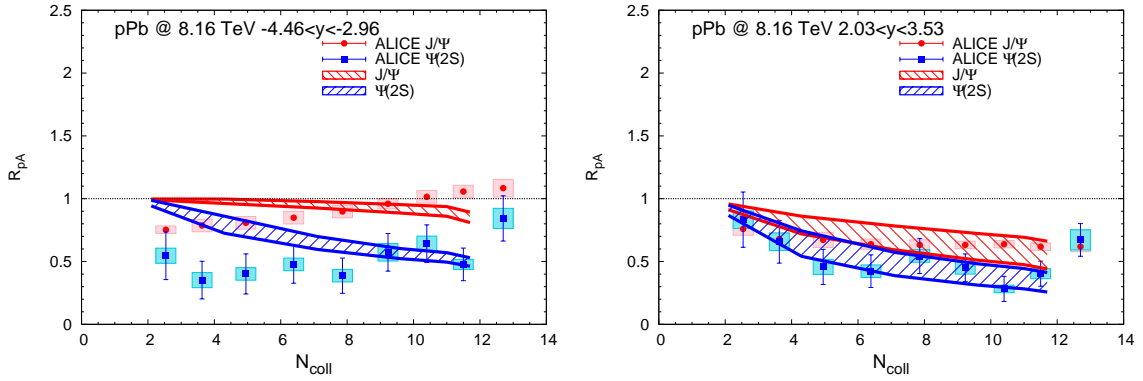 pPb @ 8.16 TeV -4.46<y<-2.96
ALICE J/Ψ
ALICE Ψ(2S)
J/Ψ
Ψ(2S)
2.5
2
1.5
1
0.5
0
R_pA
0 2 4 6 8 10 12 14
N_coll
pPb @ 8.16 TeV 2.03<y<3.53
ALICE J/Ψ
ALICE Ψ(2S)
J/Ψ
Ψ(2S)
2.5
2
1.5
1
0.5
0
R_pA
0 2 4 6 8 10 12 14
N_coll